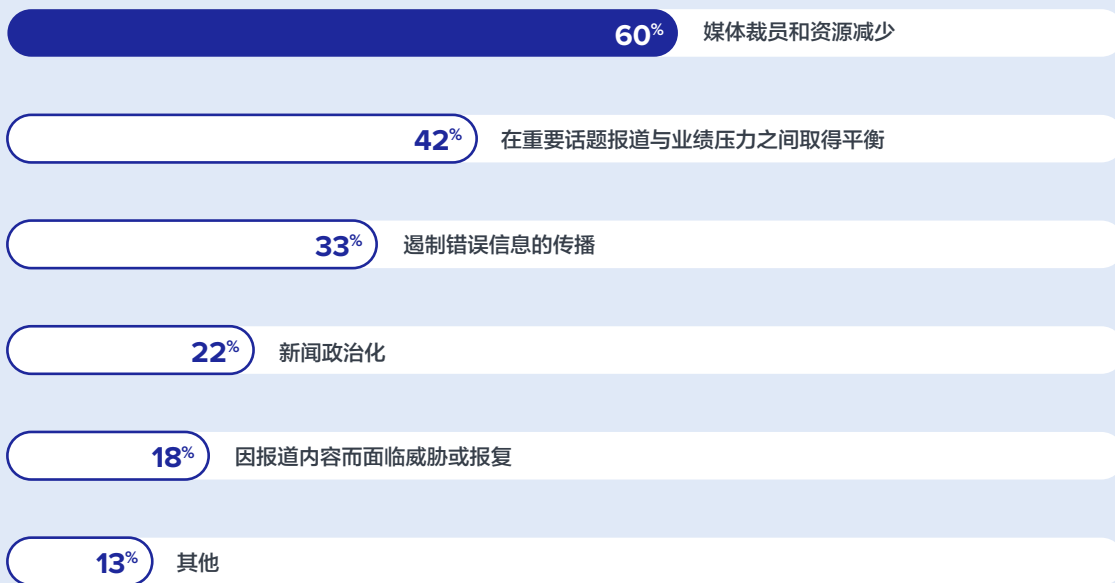 60% 媒体裁员和资源减少
42% 在重要话题报道与业绩压力之间取得平衡
33% 遏制错误信息的传播
22% 新闻政治化
18% 因报道内容而面临威胁或报复
13% 其他